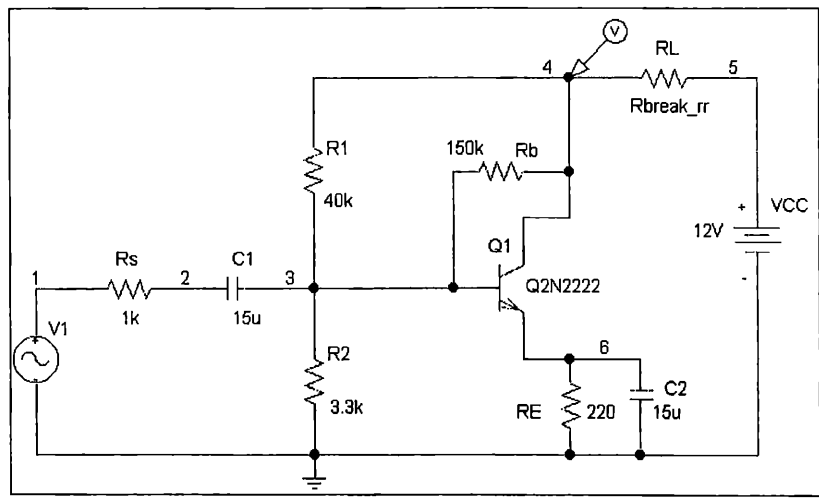 V
RL
4
5
Rbreak_rr
R1
150k
Rb
40k
VCC
+
12V
-
Q1
Q2N2222
Rs
C1
1
2
3
1k
15u
V1
+
-
R2
3.3k
6
C2
RE
220
15u